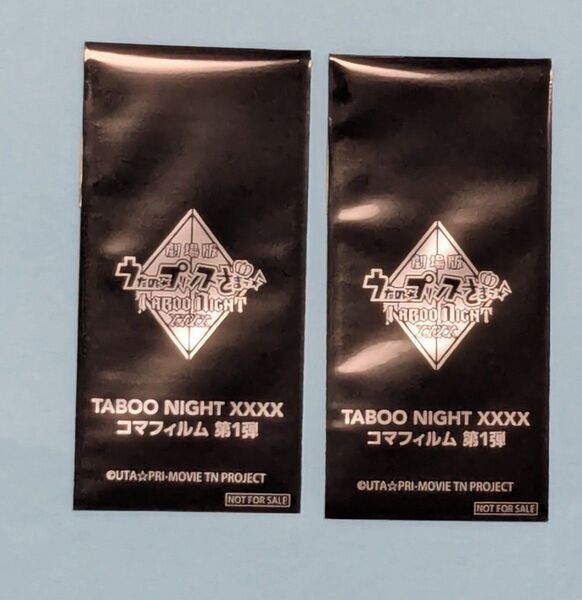 劇場版
うたの☆プリンスさまっ♪
TABOO NIGHT
XXXX
TABOO NIGHT XXXX
コマフィルム 第1弾
©UTA☆PRI-MOVIE TN PROJECT
NOT FOR SALE
劇場版
うたの☆プリンスさまっ♪
TABOO NIGHT
XXXX
TABOO NIGHT XXXX
コマフィルム 第1弾
©UTA☆PRI-MOVIE TN PROJECT
NOT FOR SALE